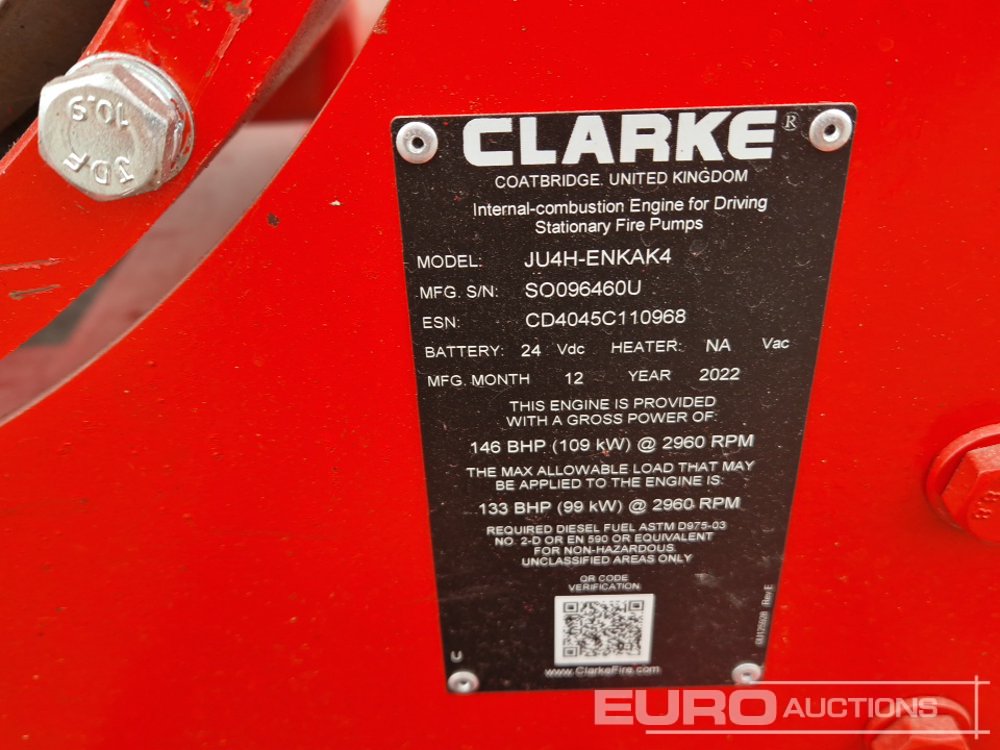 10.9
JDF
CLARKE®
COATBRIDGE, UNITED KINGDOM
Internal-combustion Engine for Driving
Stationary Fire Pumps
MODEL: JU4H-ENKAK4
MFG. S/N: SO096460U
ESN: CD4045C110968
BATTERY: 24 Vdc HEATER: NA Vac
MFG. MONTH 12 YEAR 2022
THIS ENGINE IS PROVIDED
WITH A GROSS POWER OF:
146 BHP (109 kW) @ 2960 RPM
THE MAX ALLOWABLE LOAD THAT MAY
BE APPLIED TO THE ENGINE IS:
133 BHP (99 kW) @ 2960 RPM
REQUIRED DIESEL FUEL ASTM D975-03
NO. 2-D OR EN 590 OR EQUIVALENT
FOR NON-HAZARDOUS,
UNCLASSIFIED AREAS ONLY
QR CODE
VERIFICATION
www.ClarkeFire.com
U
Rev E
EURO AUCTIONS